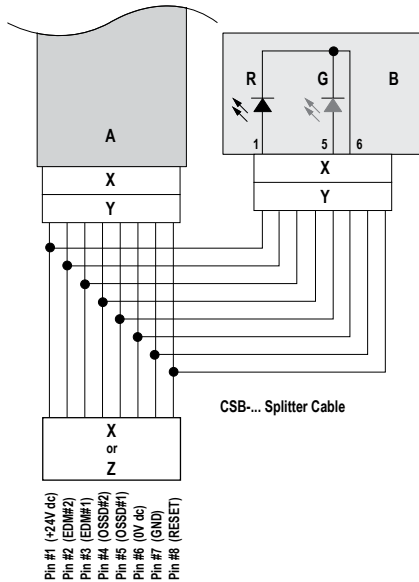 R G B
A
1 5 6
X
X
Y
Y
CSB-... Splitter Cable
X
or
Z
Pin #1 (+24V dc)
Pin #2 (EDM#2)
Pin #3 (EDM#1)
Pin #4 (OSSD#2)
Pin #5 (OSSD#1)
Pin #6 (0V dc)
Pin #7 (GND)
Pin #8 (RESET)